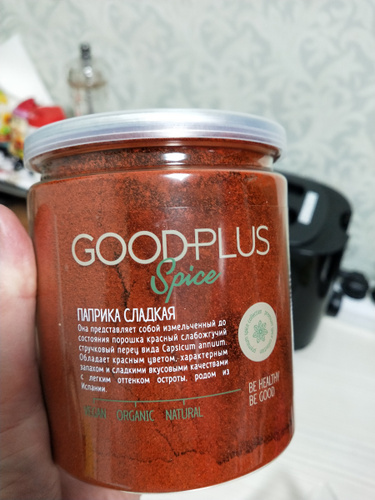 GOOD-PLUS
Spice
ПАПРИКА СЛАДКАЯ
Она представляет собой измельченный до
состояния порошка красный слабожгучий
стручковый перец вида Capsicum annuum.
Обладает красным цветом, характерным
запахом и сладкими вкусовыми качествами
с легким оттенком остроты, родом из
Испании.
VEGAN ORGANIC NATURAL
BE HEALTHY
BE GOOD